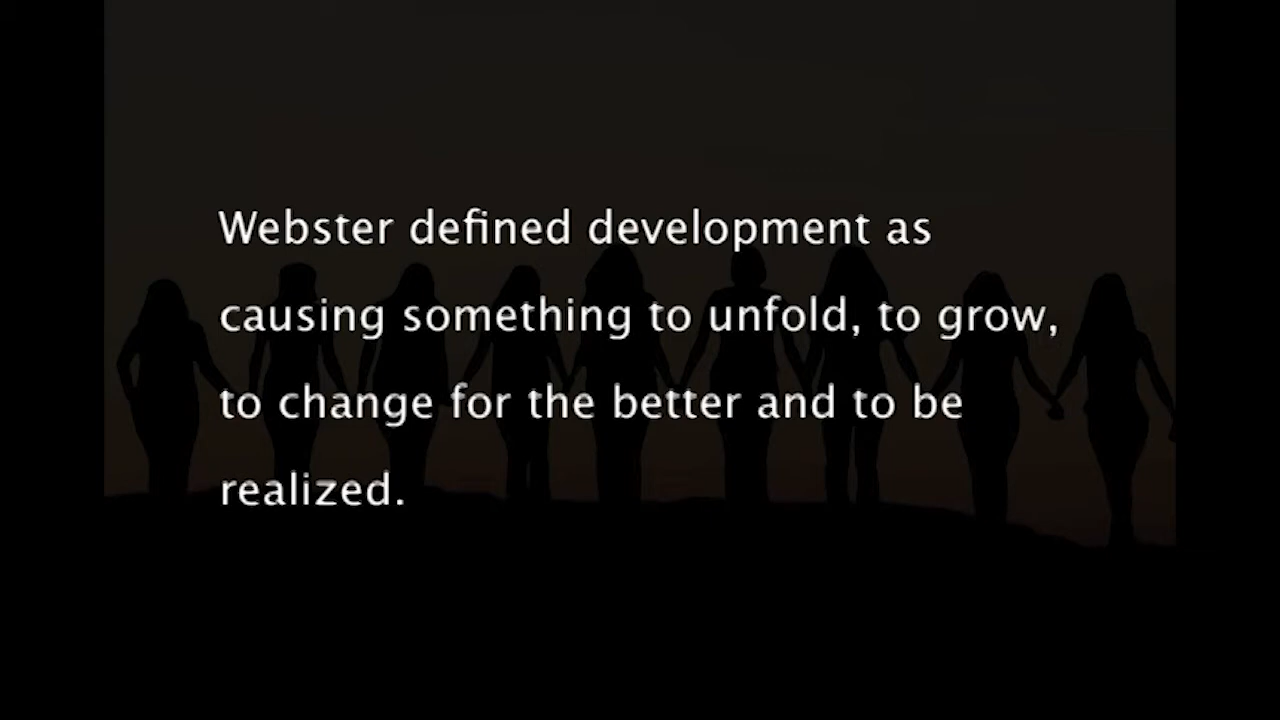 Webster defined development as
causing something to unfold, to grow,
to change for the better and to be
realized.